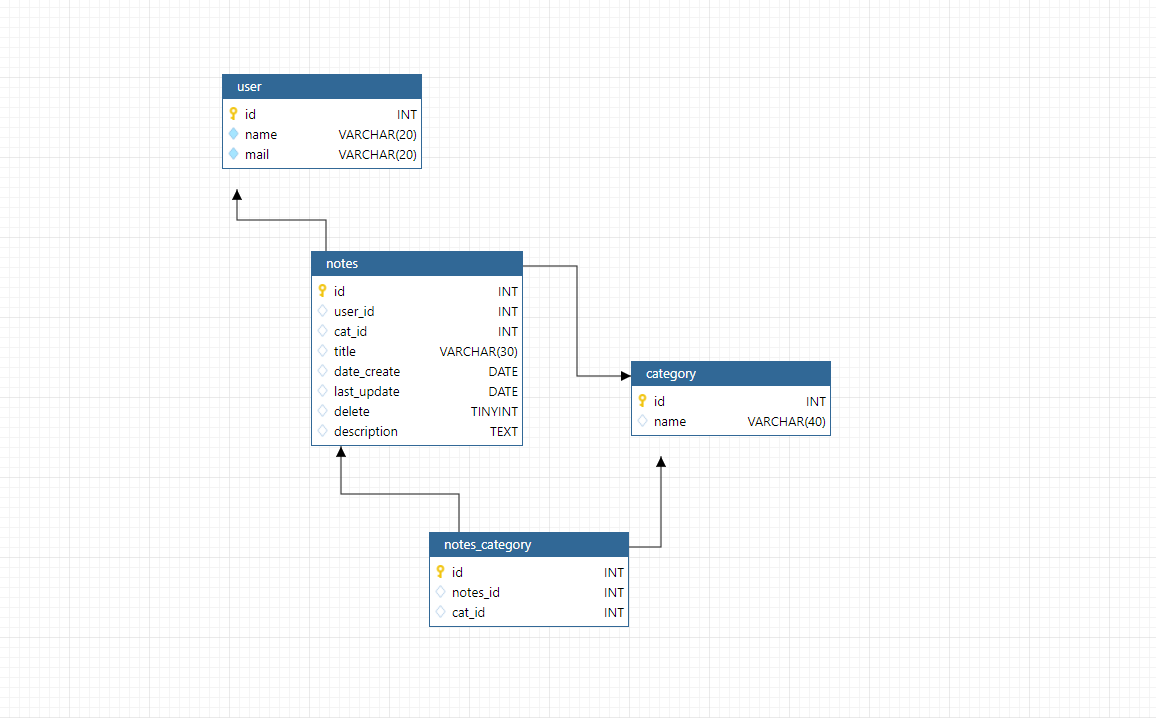 user
id INT
name VARCHAR(20)
mail VARCHAR(20)
notes
id INT
user_id INT
cat_id INT
title VARCHAR(30)
date_create DATE
last_update DATE
delete TINYINT
description TEXT
category
id INT
name VARCHAR(40)
notes_category
id INT
notes_id INT
cat_id INT